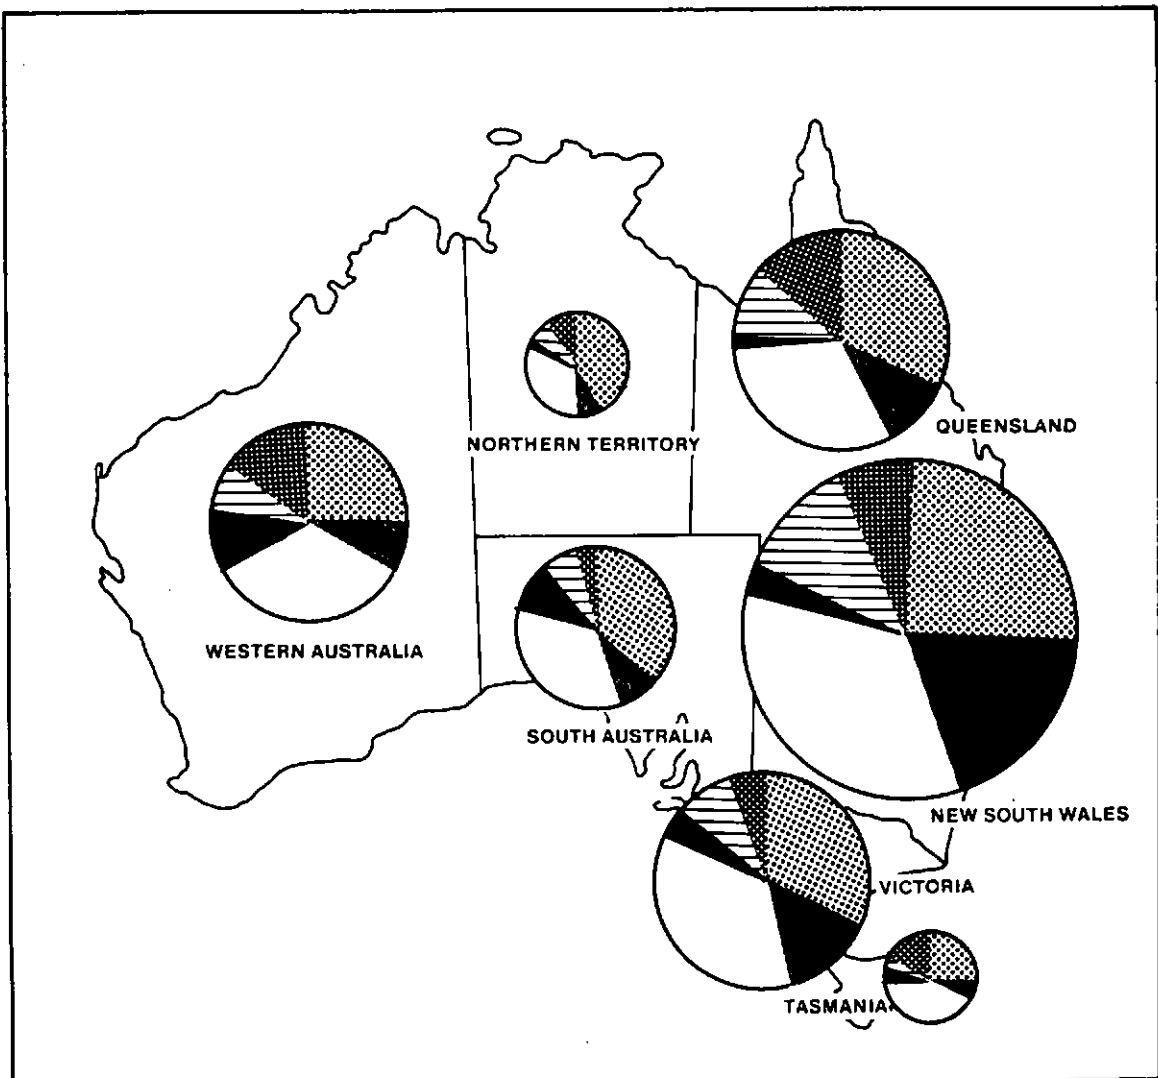 NORTHERN TERRITORY
QUEENSLAND
WESTERN AUSTRALIA
SOUTH AUSTRALIA
NEW SOUTH WALES
VICTORIA
TASMANIA